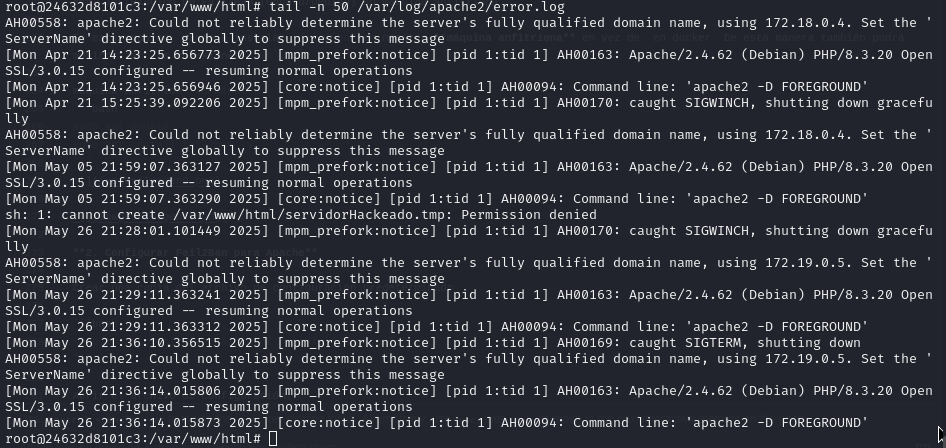 root@24632d8101c3:/var/www/html# tail -n 50 /var/log/apache2/error.log
AH00558: apache2: Could not reliably determine the server's fully qualified domain name, using 172.18.0.4. Set the '
ServerName' directive globally to suppress this message
[Mon Apr 21 14:23:25.656773 2025] [mpm_prefork:notice] [pid 1:tid 1] AH00163: Apache/2.4.62 (Debian) PHP/8.3.20 Open
SSL/3.0.15 configured -- resuming normal operations
[Mon Apr 21 14:23:25.656946 2025] [core:notice] [pid 1:tid 1] AH00094: Command line: 'apache2 -D FOREGROUND'
[Mon Apr 21 15:25:39.092206 2025] [mpm_prefork:notice] [pid 1:tid 1] AH00170: caught SIGWINCH, shutting down gracefu
lly
AH00558: apache2: Could not reliably determine the server's fully qualified domain name, using 172.18.0.4. Set the '
ServerName' directive globally to suppress this message
[Mon May 05 21:59:07.363127 2025] [mpm_prefork:notice] [pid 1:tid 1] AH00163: Apache/2.4.62 (Debian) PHP/8.3.20 Open
SSL/3.0.15 configured -- resuming normal operations
[Mon May 05 21:59:07.363290 2025] [core:notice] [pid 1:tid 1] AH00094: Command line: 'apache2 -D FOREGROUND'
sh: 1: cannot create /var/www/html/servidorHackeado.tmp: Permission denied
[Mon May 26 21:28:01.101449 2025] [mpm_prefork:notice] [pid 1:tid 1] AH00170: caught SIGWINCH, shutting down gracefu
lly
AH00558: apache2: Could not reliably determine the server's fully qualified domain name, using 172.19.0.5. Set the '
ServerName' directive globally to suppress this message
[Mon May 26 21:29:11.363241 2025] [mpm_prefork:notice] [pid 1:tid 1] AH00163: Apache/2.4.62 (Debian) PHP/8.3.20 Open
SSL/3.0.15 configured -- resuming normal operations
[Mon May 26 21:29:11.363312 2025] [core:notice] [pid 1:tid 1] AH00094: Command line: 'apache2 -D FOREGROUND'
[Mon May 26 21:36:10.356515 2025] [mpm_prefork:notice] [pid 1:tid 1] AH00169: caught SIGTERM, shutting down
AH00558: apache2: Could not reliably determine the server's fully qualified domain name, using 172.19.0.5. Set the '
ServerName' directive globally to suppress this message
[Mon May 26 21:36:14.015806 2025] [mpm_prefork:notice] [pid 1:tid 1] AH00163: Apache/2.4.62 (Debian) PHP/8.3.20 Open
SSL/3.0.15 configured -- resuming normal operations
[Mon May 26 21:36:14.015873 2025] [core:notice] [pid 1:tid 1] AH00094: Command line: 'apache2 -D FOREGROUND'
root@24632d8101c3:/var/www/html#